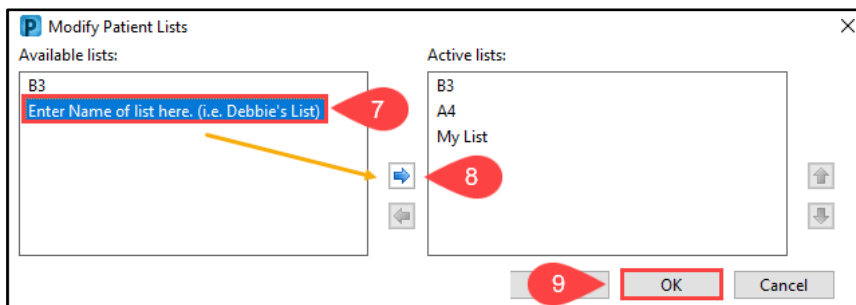 P Modify Patient Lists
Available lists:
B3
Enter Name of list here. (i.e. Debbie's List)
7
8
Active lists:
B3
A4
My List
9
OK
Cancel